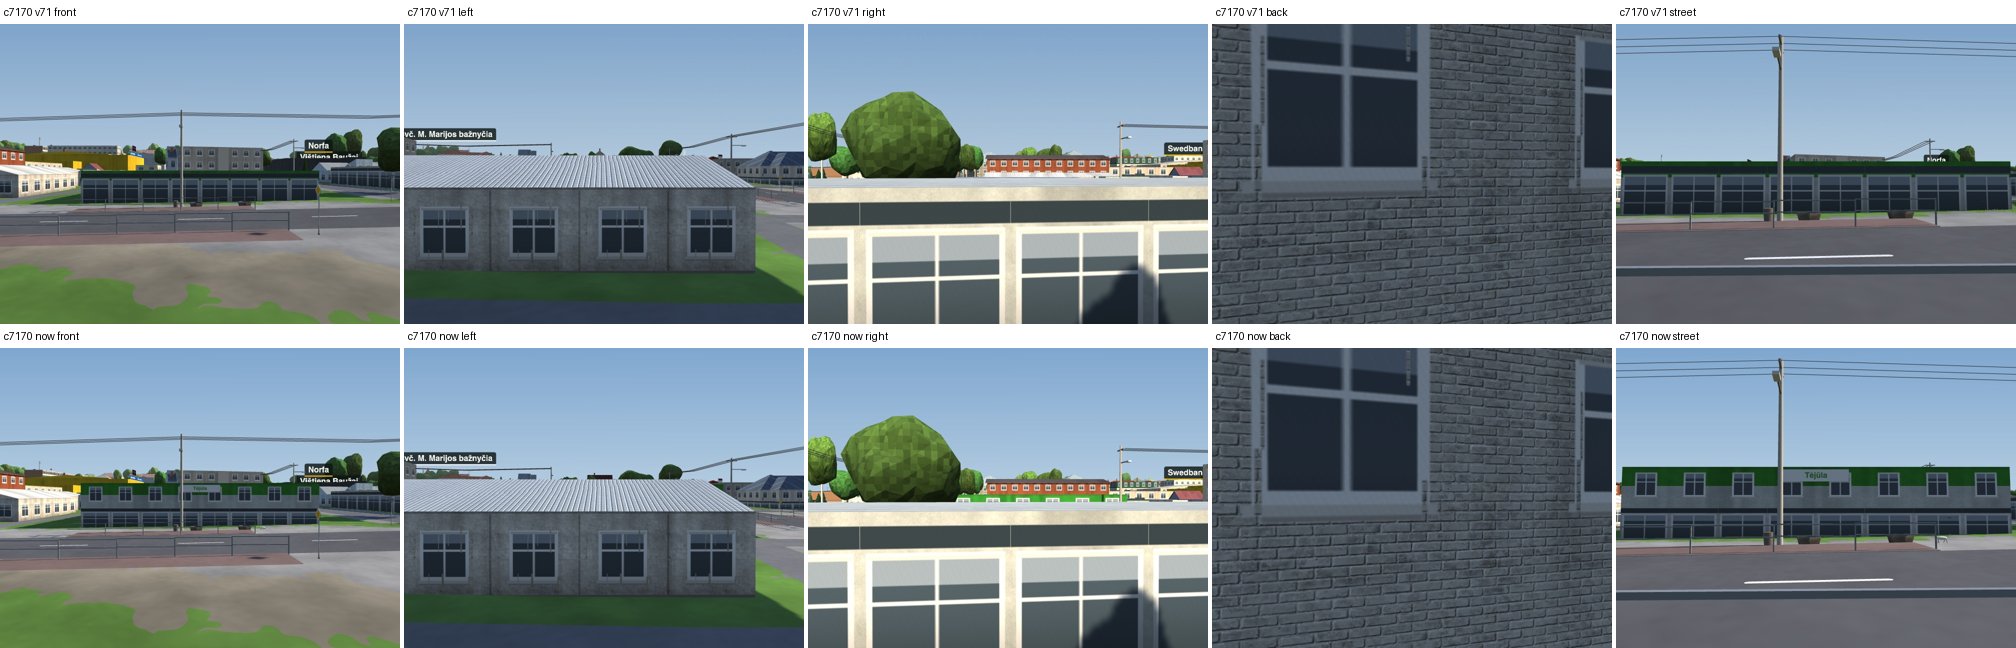 c7170 v71 front
c7170 v71 left
c7170 v71 right
c7170 v71 back
c7170 v71 street
Norfa
Vištiena Baužai
vč. M. Marijos bažnyčia
Swedban
Norfa
c7170 now front
c7170 now left
c7170 now right
c7170 now back
c7170 now street
Norfa
vč. M. Marijos bažnyčia
Swedban
Tėjūla